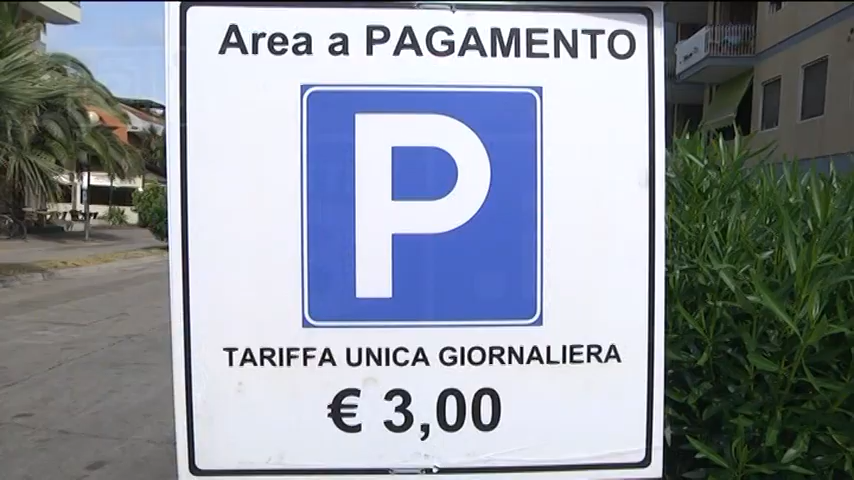 Area a PAGAMENTO
P
TARIFFA UNICA GIORNALIERA
€ 3,00